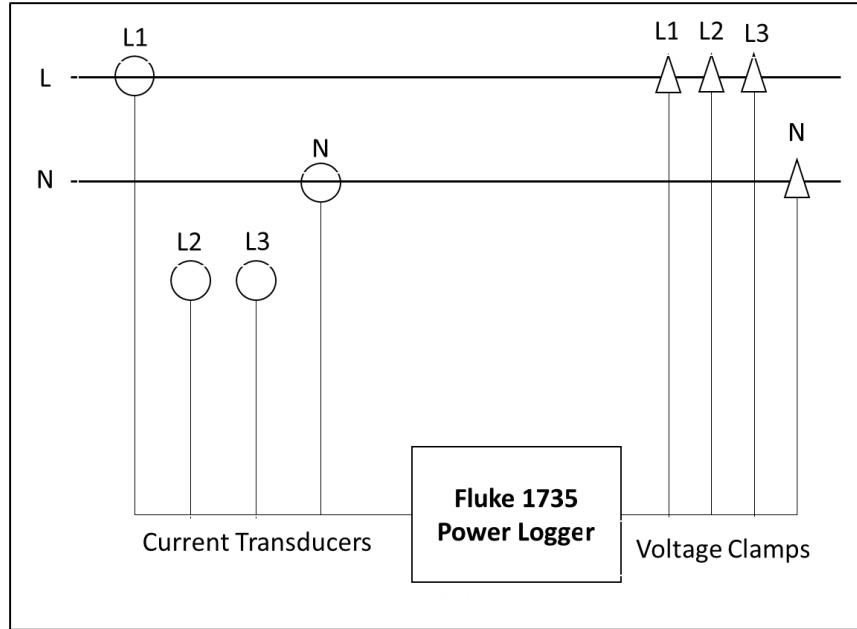 L1
L1 L2 L3
L
N
N
N
L2 L3
Fluke 1735
Power Logger
Current Transducers
Voltage Clamps